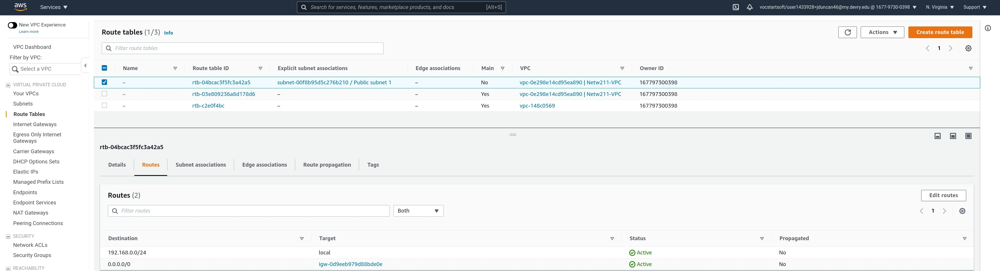 aws Services ▼ Search for services, features, marketplace products, and docs [Alt+S] vocstartsoft/user1433928=jduncan46@my.devry.edu @ 1677-9730-0398 ▼ N. Virginia ▼ Support ▼
New VPC Experience
Learn more
VPC Dashboard
Filter by VPC:
Select a VPC
VIRTUAL PRIVATE CLOUD
Your VPCs
Subnets
Route Tables
Internet Gateways
Egress Only Internet
Gateways
Carrier Gateways
DHCP Options Sets
Elastic IPs
Managed Prefix Lists
Endpoints
Endpoint Services
NAT Gateways
Peering Connections
SECURITY
Network ACLs
Security Groups
REACHABILITY
Route tables (1/3) Info Actions ▼ Create route table
Filter route tables 1
Name Route table ID Explicit subnet associations Edge associations Main VPC Owner ID
– rtb-04bcac3f5fc3a42a5 subnet-00f8b95d5c276b210 / Public subnet 1 – No vpc-0e298e14cd95ea890 | Netw211-VPC 167797300398
– rtb-03e809236a8d178d6 – – Yes vpc-0e298e14cd95ea890 | Netw211-VPC 167797300398
– rtb-c2e0f4bc – – Yes vpc-148c0569 167797300398
rtb-04bcac3f5fc3a42a5
Details Routes Subnet associations Edge associations Route propagation Tags
Routes (2) Edit routes
Filter routes Both ▼ 1
Destination Target Status Propagated
192.168.0.0/24 local Active No
0.0.0.0/0 igw-0d9eeb979d88bde0e Active No